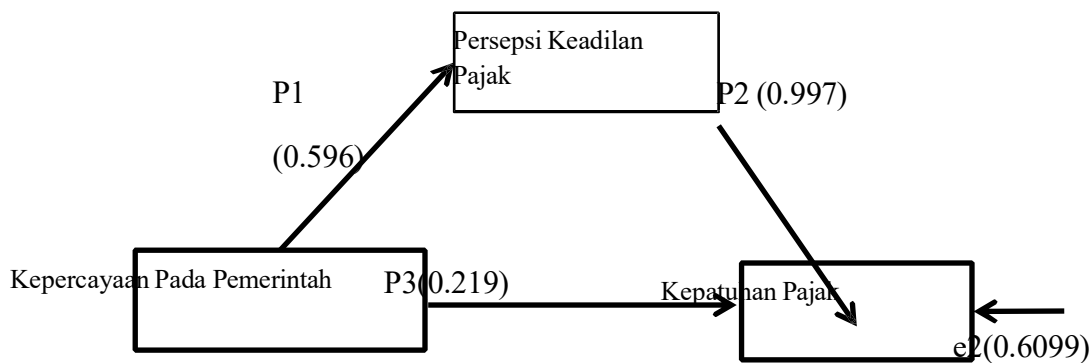 Persepsi Keadilan
Pajak
P1
P2 (0.997)
(0.596)
Kepercayaan Pada Pemerintah
P3(0.219)
Kepatuhan Pajak
e2(0.6099)